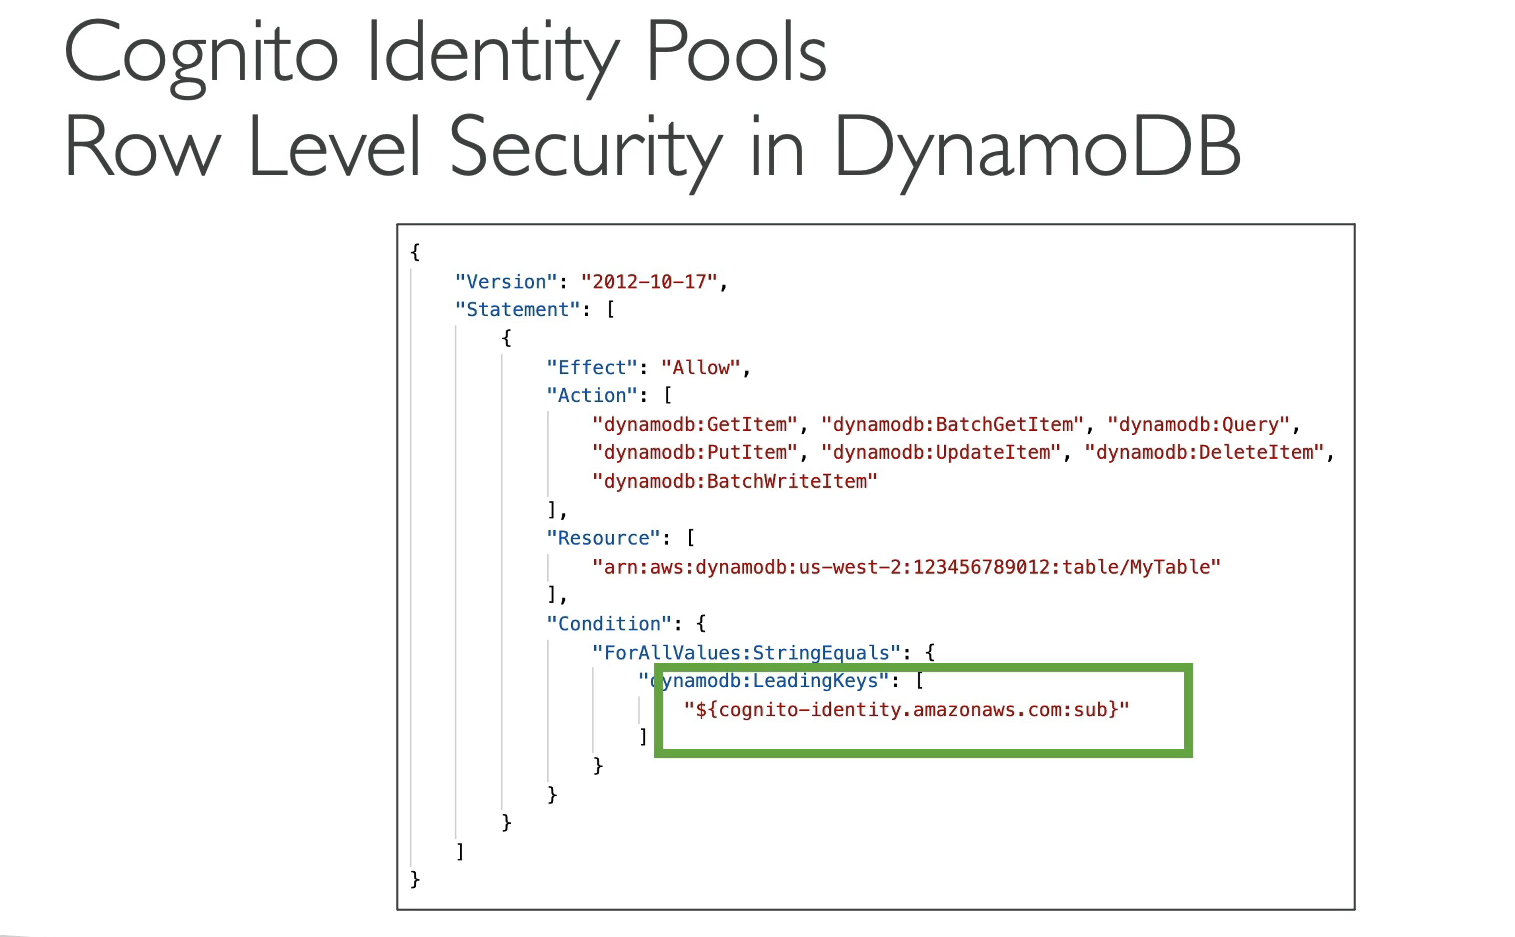 Cognito Identity Pools
Row Level Security in DynamoDB
{
"Version": "2012-10-17",
"Statement": [
{
"Effect": "Allow",
"Action": [
"dynamodb:GetItem", "dynamodb:BatchGetItem", "dynamodb:Query",
"dynamodb:PutItem", "dynamodb:UpdateItem", "dynamodb:DeleteItem",
"dynamodb:BatchWriteItem"
],
"Resource": [
"arn:aws:dynamodb:us-west-2:123456789012:table/MyTable"
],
"Condition": {
"ForAllValues:StringEquals": {
"dynamodb:LeadingKeys": [
"${cognito-identity.amazonaws.com:sub}"
]
}
}
}
]
}